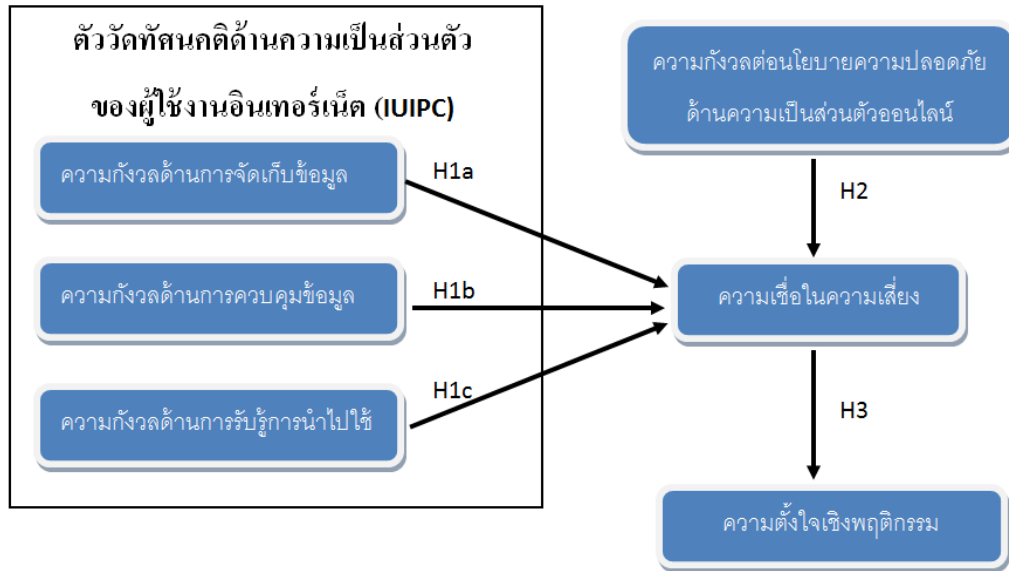 ตัววัดทัศนคติด้านความเป็นส่วนตัว
ของผู้ใช้งานอินเทอร์เน็ต (IUIPC)
ความกังวลด้านการจัดเก็บข้อมูล
H1a
ความกังวลด้านการควบคุมข้อมูล
H1b
ความกังวลด้านการรับรู้การนำไปใช้
H1c
ความกังวลต่อนโยบายความปลอดภัย
ด้านความเป็นส่วนตัวออนไลน์
H2
ความเชื่อในความเสี่ยง
H3
ความตั้งใจเชิงพฤติกรรม